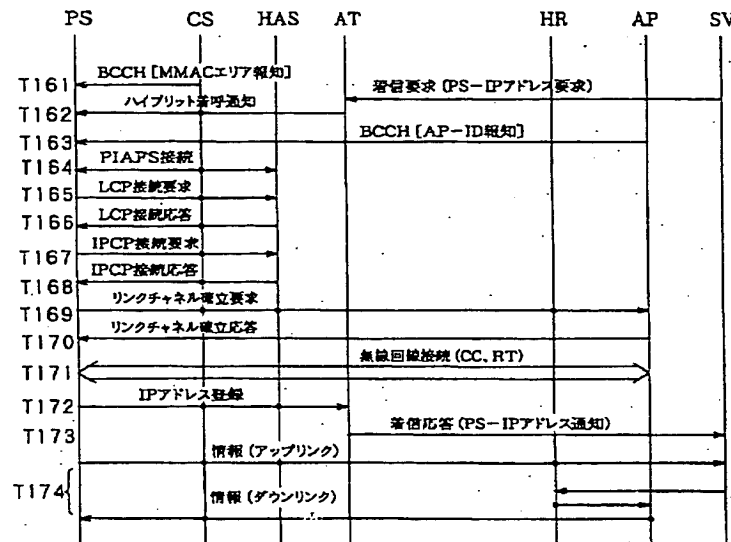 PS CS HAS AT HR AP SV
T161 BCCH [MMACエリア報知]
着信要求 (PS-IPアドレス要求)
T162 ハイブリット着呼通知
T163 BCCH [AP-ID報知]
T164 PIAFS接続
T165 LCP接続要求
T166 LCP接続応答
T167 IPCP接続要求
T168 IPCP接続応答
T169 リンクチャネル確立要求
T170 リンクチャネル確立応答
T171 無線回線接続 (CC、RT)
T172 IPアドレス登録
T173 着信応答 (PS-IPアドレス通知)
情報 (アップリンク)
T174 情報 (ダウンリンク)